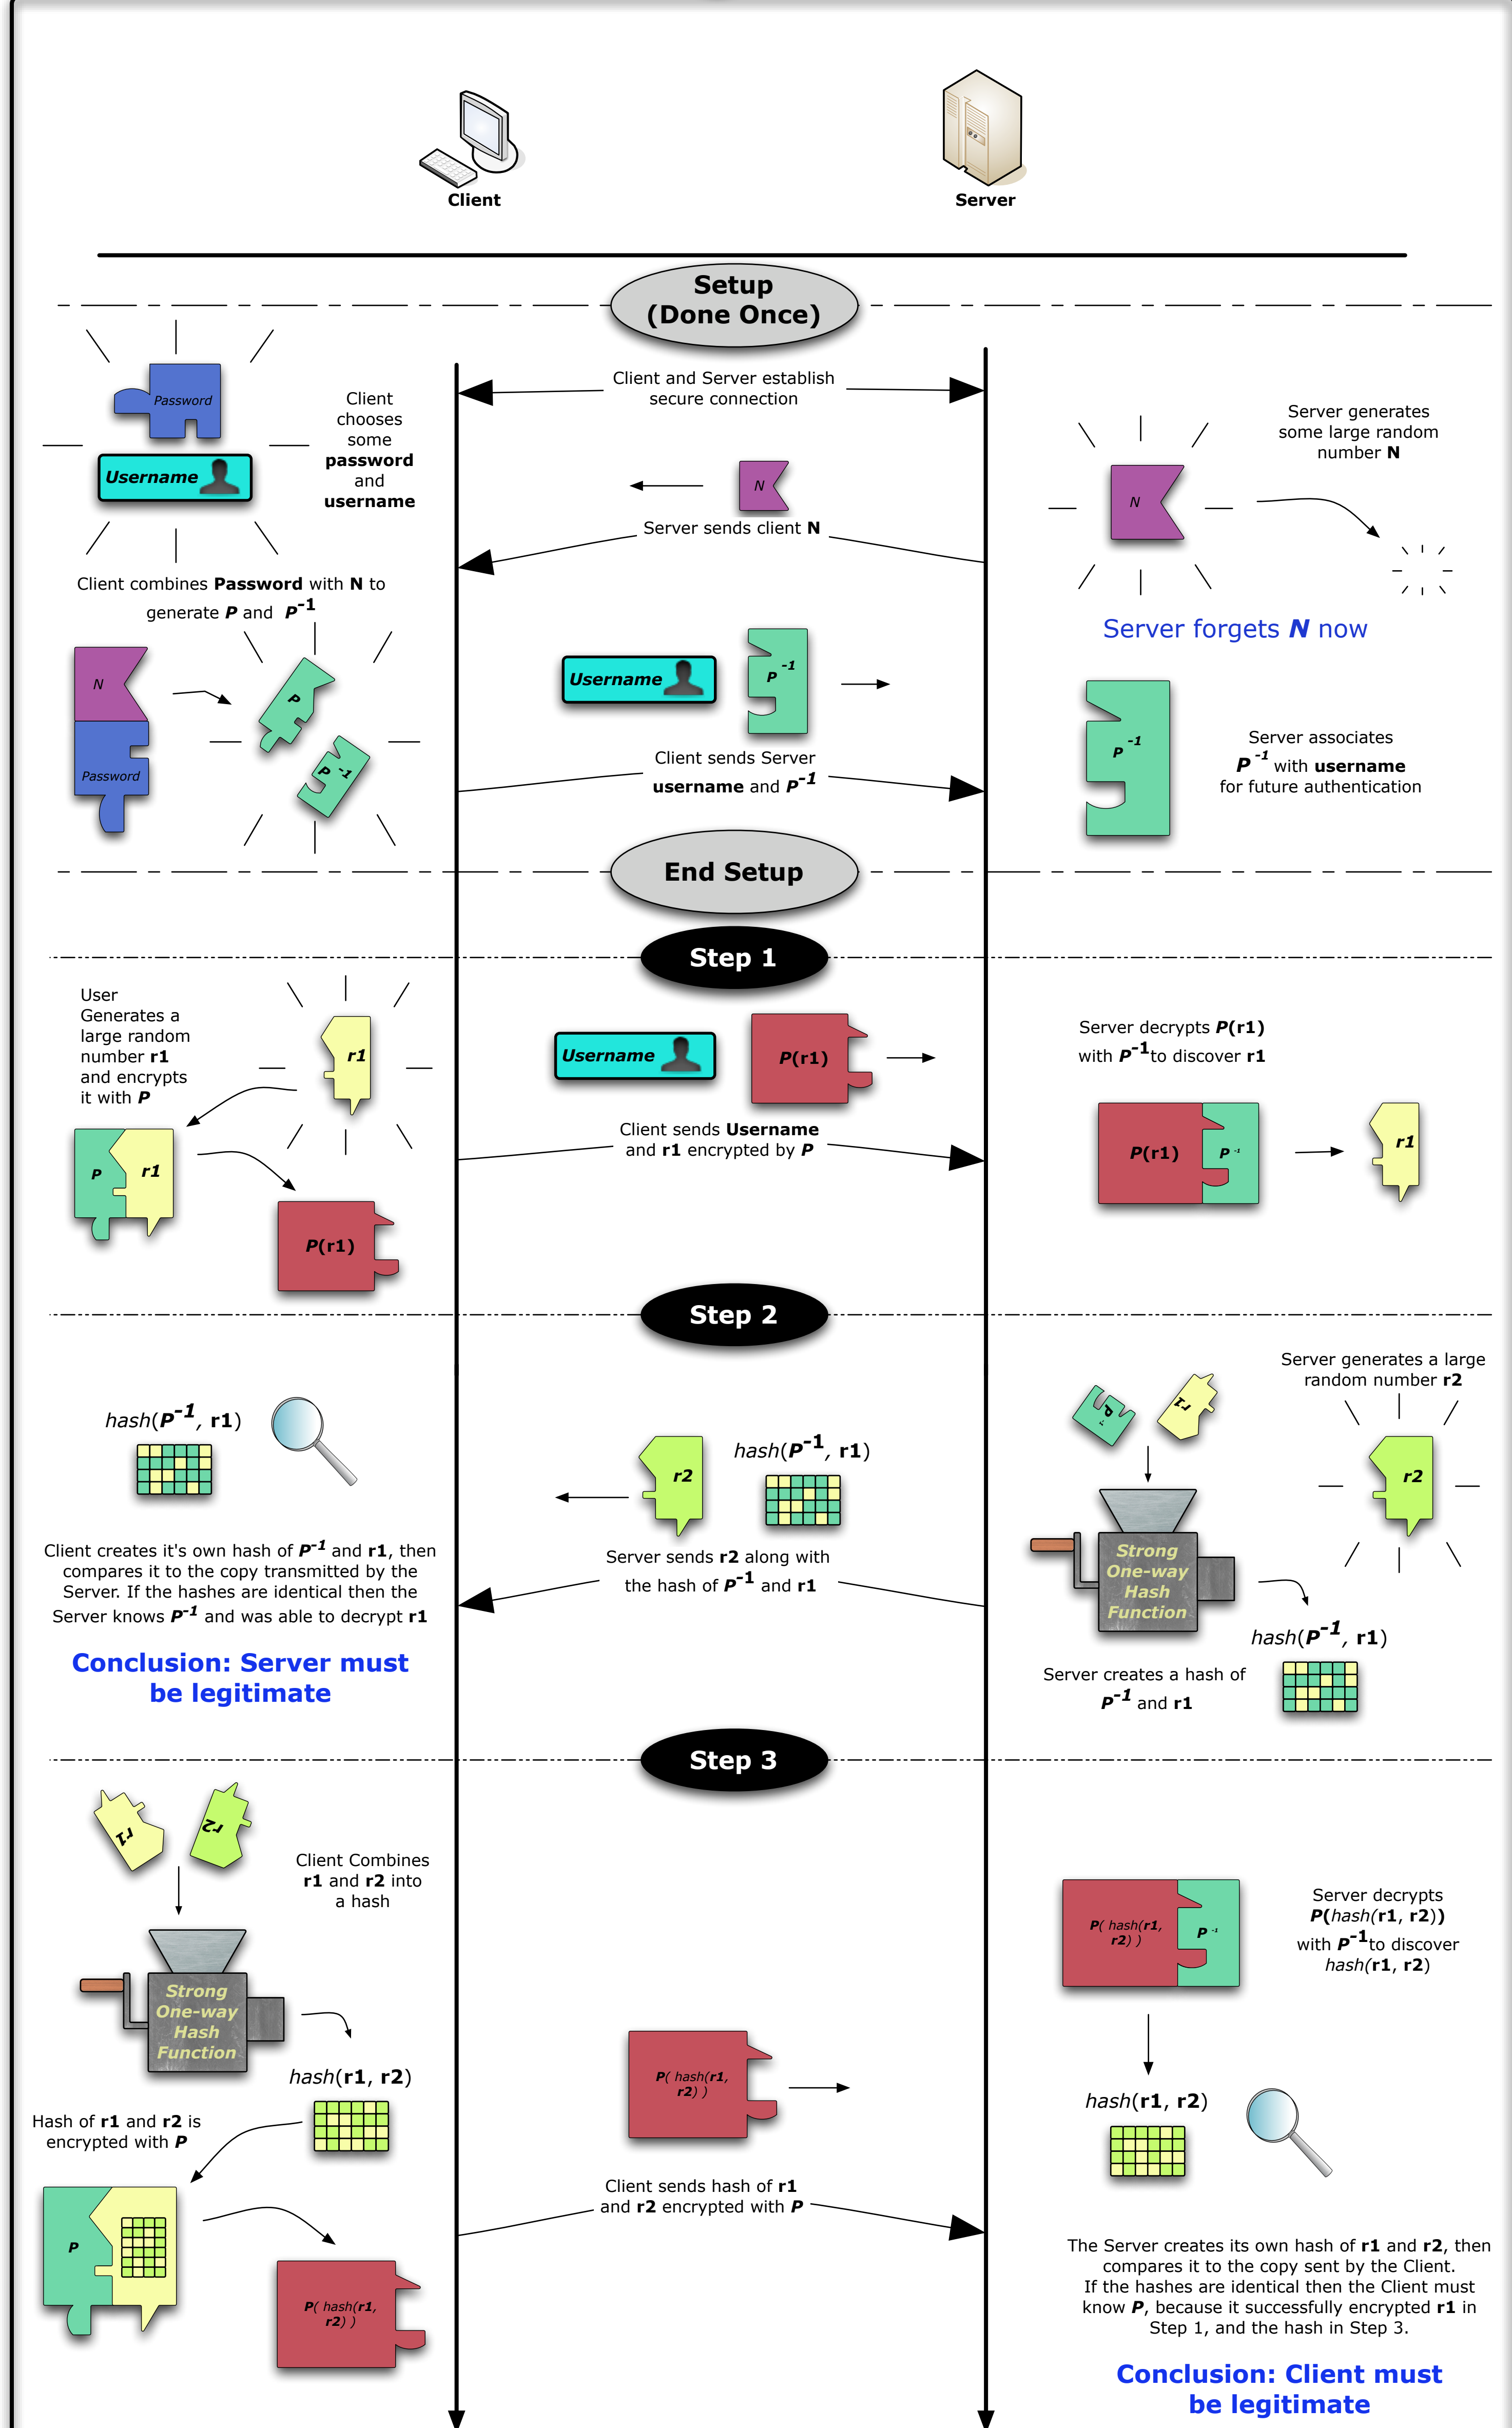 Client
Server
Setup
(Done Once)
Password
Username
Client
chooses
some
password
and
username
Client and Server establish
secure connection
N
Server sends client N
N
Server generates
some large random
number N
Server forgets N now
Client combines Password with N to
generate P and P-1
N
Password
P
P -1
Username
P -1
Client sends Server
username and P-1
P -1
Server associates
P -1 with username
for future authentication
End Setup
Step 1
User
Generates a
large random
number r1
and encrypts
it with P
r1
P
r1
P(r1)
Username
P(r1)
Client sends Username
and r1 encrypted by P
Server decrypts P(r1)
with P-1to discover r1
P(r1)
P -1
r1
Step 2
hash(P-1, r1)
Client creates it's own hash of P-1 and r1, then
compares it to the copy transmitted by the
Server. If the hashes are identical then the
Server knows P-1 and was able to decrypt r1
Conclusion: Server must
be legitimate
r2
hash(P-1, r1)
Server sends r2 along with
the hash of P-1 and r1
Server generates a large
random number r2
P-1
r1
r2
Strong
One-way
Hash
Function
hash(P-1, r1)
Server creates a hash of
P-1 and r1
Step 3
r1
r2
Client Combines
r1 and r2 into
a hash
Strong
One-way
Hash
Function
hash(r1, r2)
Hash of r1 and r2 is
encrypted with P
P
P( hash(r1,
r2) )
P( hash(r1,
r2) )
Client sends hash of r1
and r2 encrypted with P
P( hash(r1,
r2) )
P -1
Server decrypts
P(hash(r1, r2))
with P-1to discover
hash(r1, r2)
hash(r1, r2)
The Server creates its own hash of r1 and r2, then
compares it to the copy sent by the Client.
If the hashes are identical then the Client must
know P, because it successfully encrypted r1 in
Step 1, and the hash in Step 3.
Conclusion: Client must
be legitimate